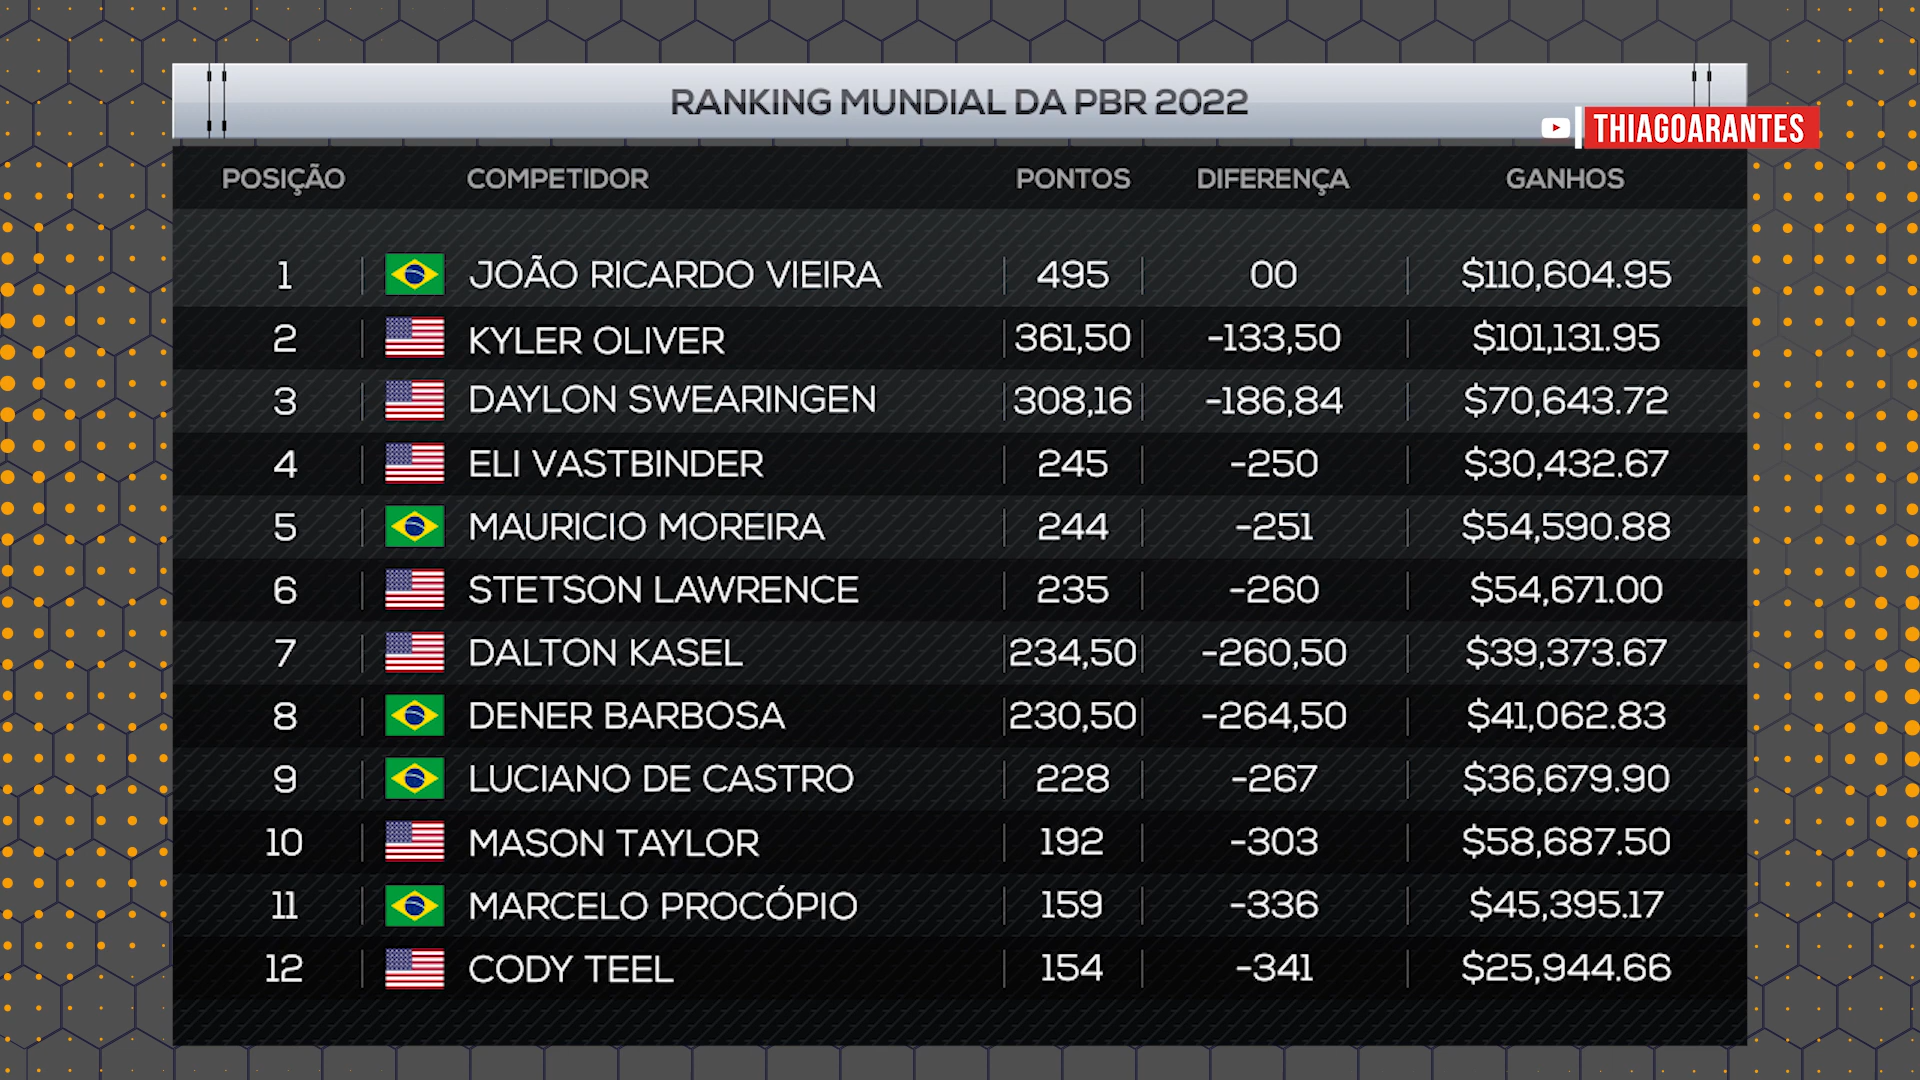 RANKING MUNDIAL DA PBR 2022
THIAGOARANTES
POSIÇÃO COMPETIDOR PONTOS DIFERENÇA GANHOS
1 JOÃO RICARDO VIEIRA 495 00 $110,604.95
2 KYLER OLIVER 361,50 -133,50 $101,131.95
3 DAYLON SWEARINGEN 308,16 -186,84 $70,643.72
4 ELI VASTBINDER 245 -250 $30,432.67
5 MAURICIO MOREIRA 244 -251 $54,590.88
6 STETSON LAWRENCE 235 -260 $54,671.00
7 DALTON KASEL 234,50 -260,50 $39,373.67
8 DENER BARBOSA 230,50 -264,50 $41,062.83
9 LUCIANO DE CASTRO 228 -267 $36,679.90
10 MASON TAYLOR 192 -303 $58,687.50
11 MARCELO PROCÓPIO 159 -336 $45,395.17
12 CODY TEEL 154 -341 $25,944.66